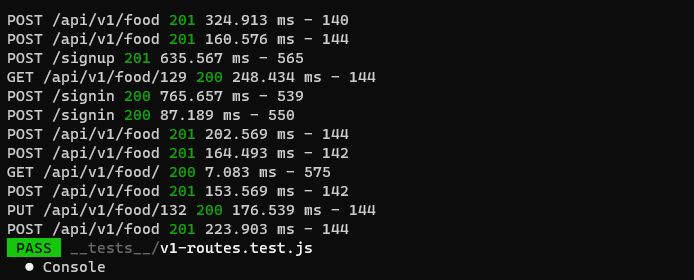 POST /api/v1/food 201 324.913 ms - 140
POST /api/v1/food 201 160.576 ms - 144
POST /signup 201 635.567 ms - 565
GET /api/v1/food/129 200 248.434 ms - 144
POST /signin 200 765.657 ms - 539
POST /signin 200 87.189 ms - 550
POST /api/v1/food 201 202.569 ms - 144
POST /api/v1/food 201 164.493 ms - 142
GET /api/v1/food/ 200 7.083 ms - 575
POST /api/v1/food 201 153.569 ms - 142
PUT /api/v1/food/132 200 176.539 ms - 144
POST /api/v1/food 201 223.903 ms - 144
PASS __tests__/v1-routes.test.js
● Console